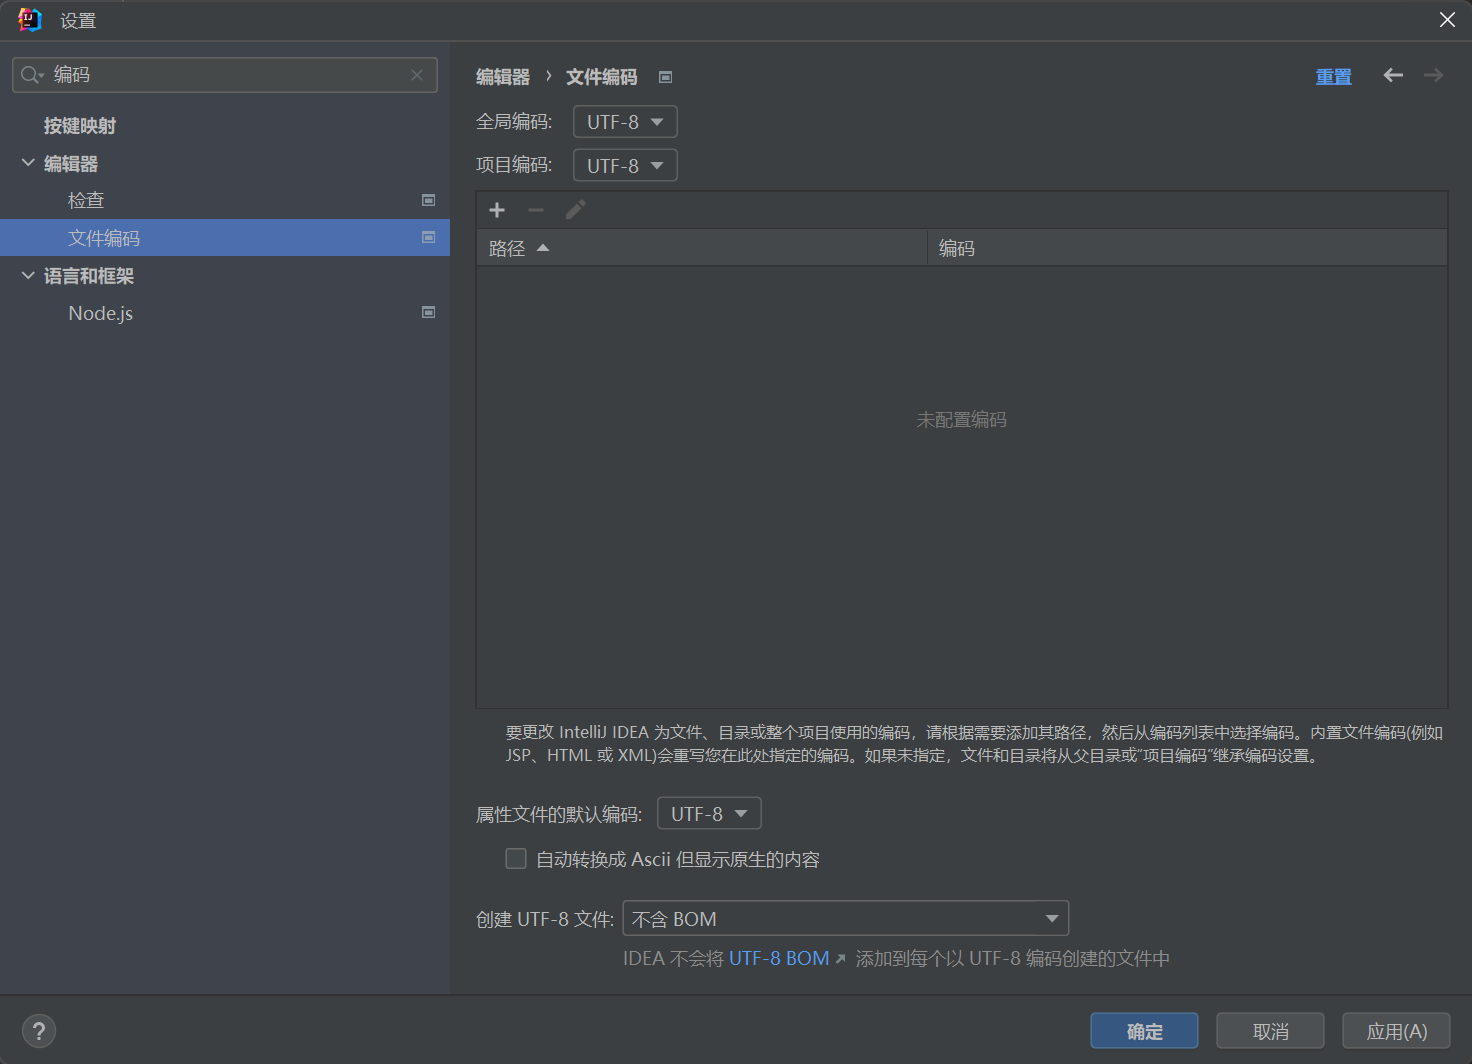 设置
编码
按键映射
编辑器
检查
文件编码
语言和框架
Node.js
编辑器 › 文件编码
重置
全局编码: UTF-8
项目编码: UTF-8
路径 编码
未配置编码
要更改 IntelliJ IDEA 为文件、目录或整个项目使用的编码，请根据需要添加其路径，然后从编码列表中选择编码。内置文件编码(例如
JSP、HTML 或 XML)会重写您在此处指定的编码。如果未指定，文件和目录将从父目录或“项目编码”继承编码设置。
属性文件的默认编码: UTF-8
自动转换成 Ascii 但显示原生的内容
创建 UTF-8 文件: 不含 BOM
IDEA 不会将 UTF-8 BOM ↗ 添加到每个以 UTF-8 编码创建的文件中
?
确定 取消 应用(A)